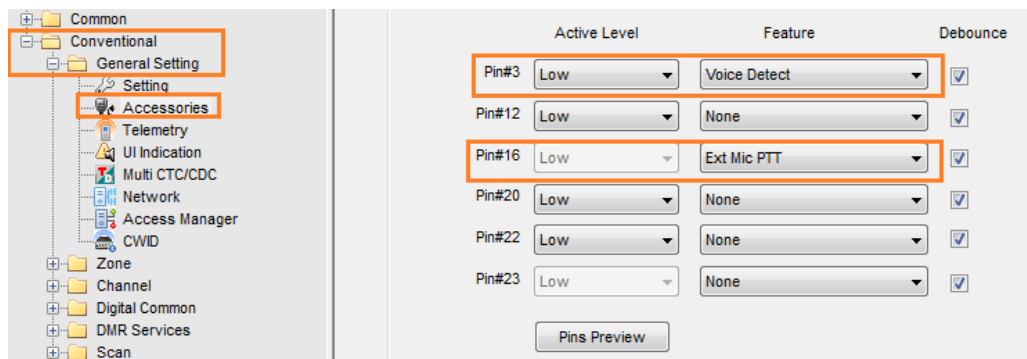 Common
Conventional
General Setting
Setting
Accessories
Telemetry
UI Indication
Multi CTC/CDC
Network
Access Manager
CWID
Zone
Channel
Digital Common
DMR Services
Scan
Active Level Feature Debounce
Pin#3 Low Voice Detect
Pin#12 Low None
Pin#16 Low Ext Mic PTT
Pin#20 Low None
Pin#22 Low None
Pin#23 Low None
Pins Preview